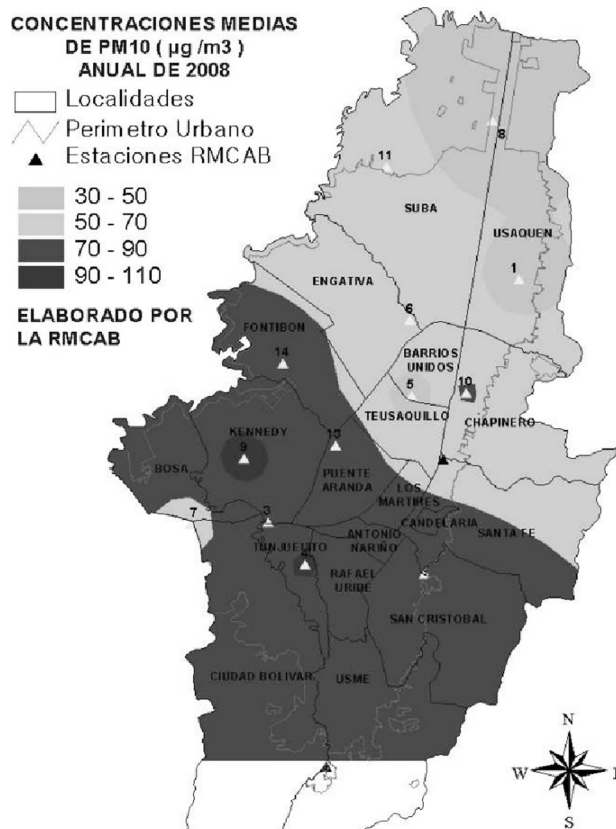 CONCENTRACIONES MEDIAS
DE PM10 ( µg /m3 )
ANUAL DE 2008
Localidades
Perimetro Urbano
Estaciones RMCAB
30 - 50
50 - 70
70 - 90
90 - 110
ELABORADO POR
LA RMCAB
8
11
SUBA
USAQUEN
1
ENGATIVA
6
FONTIBON
14
BARRIOS
UNIDOS
5
10
TEUSAQUILLO
CHAPINERO
KENNEDY
9
13
BOSA
PUENTE
ARANDA
LOS
MARTIRES
7
3
CANDELARIA
SANTA FE
ANTONIO
NARIÑO
TUNJUELITO
RAFAEL
URIBE
SAN CRISTOBAL
CIUDAD BOLIVAR
USME
N
W
E
S